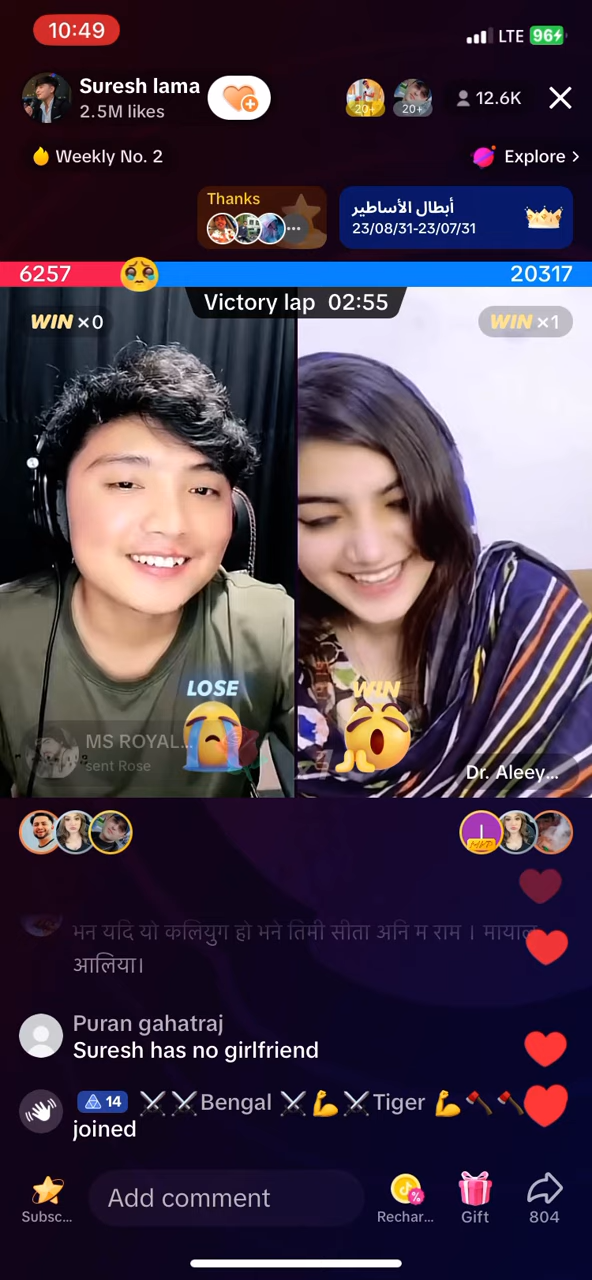 10:49
LTE 96
Suresh lama
2.5M likes
20+
20+
12.6K
Weekly No. 2
Explore >
Thanks
أبطال الأساطير
23/08/31-23/07/31
6257
20317
Victory lap 02:55
WIN ×0
WIN ×1
LOSE
WIN
MS ROYAL...
sent Rose
Dr. Aleey...
भन यदि यो कलियुग हो भने तिमी सीता अनि म राम । मायालु
आलिया।
Puran gahatraj
Suresh has no girlfriend
14 ⚔⚔Bengal ⚔💪⚔Tiger 💪🪓🪓
joined
Subsc...
Add comment
Rechar...
Gift
804